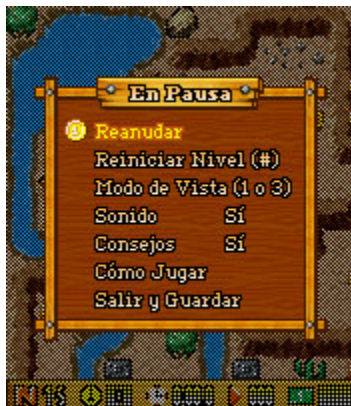 En Pausa
Reanudar
Reiniciar Nivel (#)
Modo de Vista (1 o 3)
Sonido Sí
Consejos Sí
Cómo Jugar
Salir y Guardar